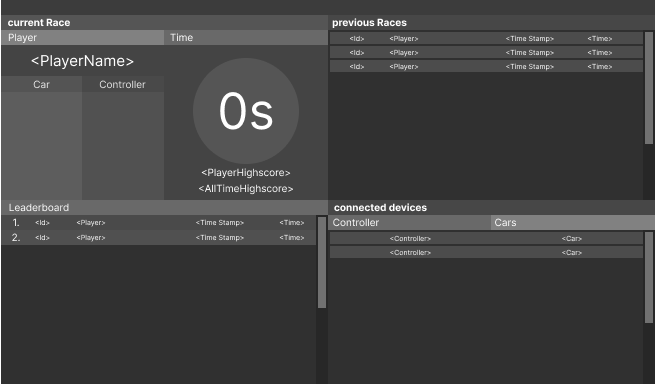 current Race
Player Time
<PlayerName>
Car Controller
0s
<PlayerHighscore>
<AllTimeHighscore>
previous Races
<Id> <Player> <Time Stamp> <Time>
<Id> <Player> <Time Stamp> <Time>
<Id> <Player> <Time Stamp> <Time>
Leaderboard
1. <Id> <Player> <Time Stamp> <Time>
2. <Id> <Player> <Time Stamp> <Time>
connected devices
Controller Cars
<Controller> <Car>
<Controller> <Car>